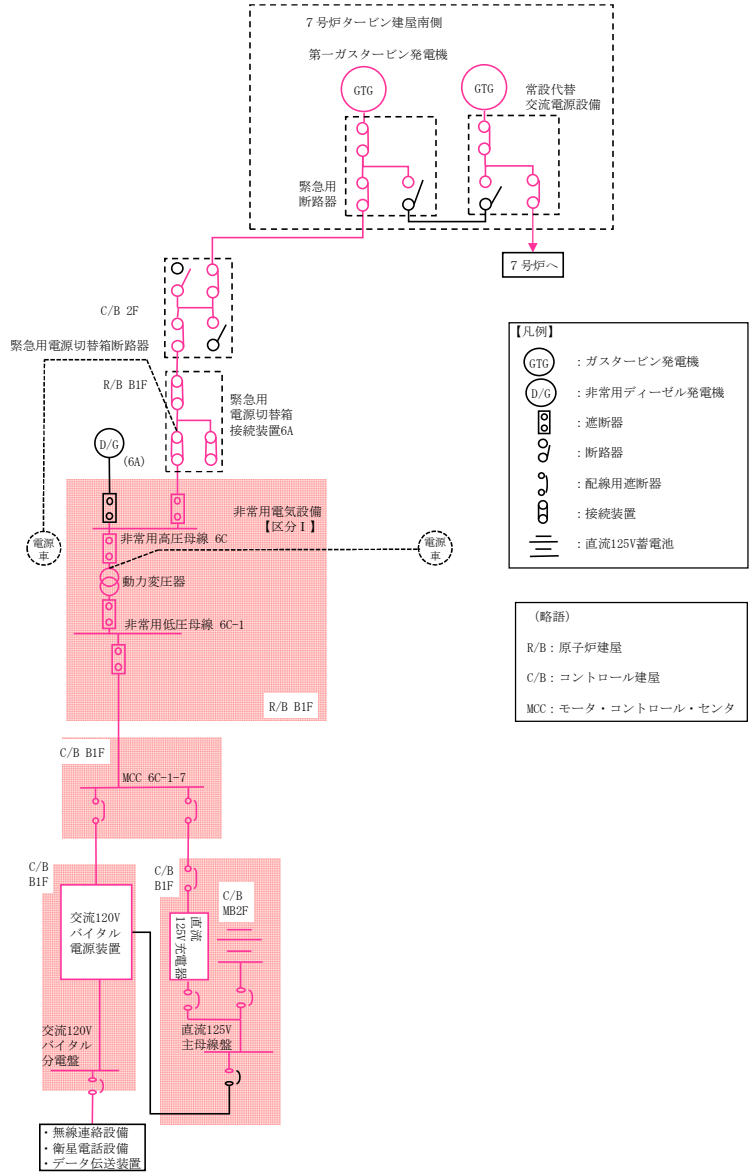 7号炉タービン建屋南側
第一ガスタービン発電機
GTG
GTG
常設代替
交流電源設備
緊急用
断路器
7号炉へ
C/B 2F
緊急用電源切替箱断路器
R/B B1F
緊急用
電源切替箱
接続装置6A
D/G
(6A)
電源
車
非常用電気設備
【区分Ⅰ】
非常用高圧母線 6C
電源
車
動力変圧器
非常用低圧母線 6C-1
R/B B1F
C/B B1F
MCC 6C-1-7
C/B
B1F
交流120V
バイタル
電源装置
交流120V
バイタル
分電盤
・無線連絡設備
・衛星電話設備
・データ伝送装置
C/B
B1F
C/B
MB2F
直流
125V充電器
直流125V
主母線盤
【凡例】
GTG
：ガスタービン発電機
D/G
：非常用ディーゼル発電機
：遮断器
：断路器
：配線用遮断器
：接続装置
：直流125V蓄電池
（略語）
R/B：原子炉建屋
C/B：コントロール建屋
MCC：モータ・コントロール・センタ